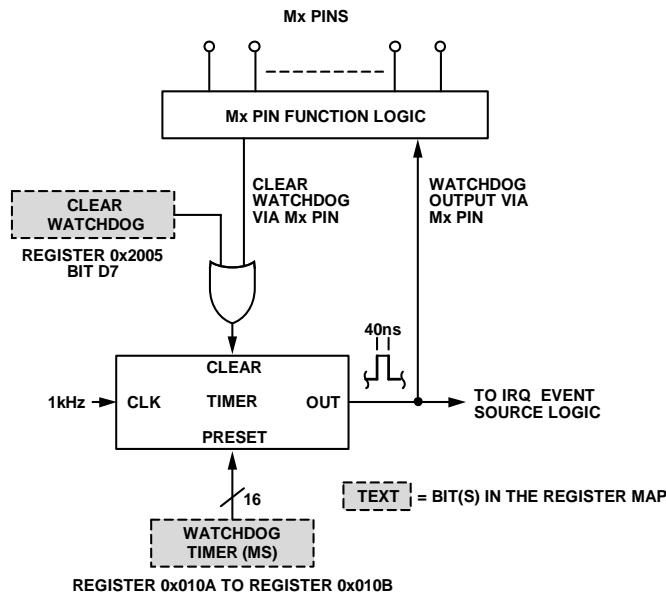 Mx PINS
Mx PIN FUNCTION LOGIC
CLEAR
WATCHDOG
VIA Mx PIN
WATCHDOG
OUTPUT VIA
Mx PIN
CLEAR
WATCHDOG
REGISTER 0x2005
BIT D7
40ns
CLEAR
1kHz
CLK
TIMER
OUT
PRESET
TO IRQ EVENT
SOURCE LOGIC
16
TEXT = BIT(S) IN THE REGISTER MAP
WATCHDOG
TIMER (MS)
REGISTER 0x010A TO REGISTER 0x010B